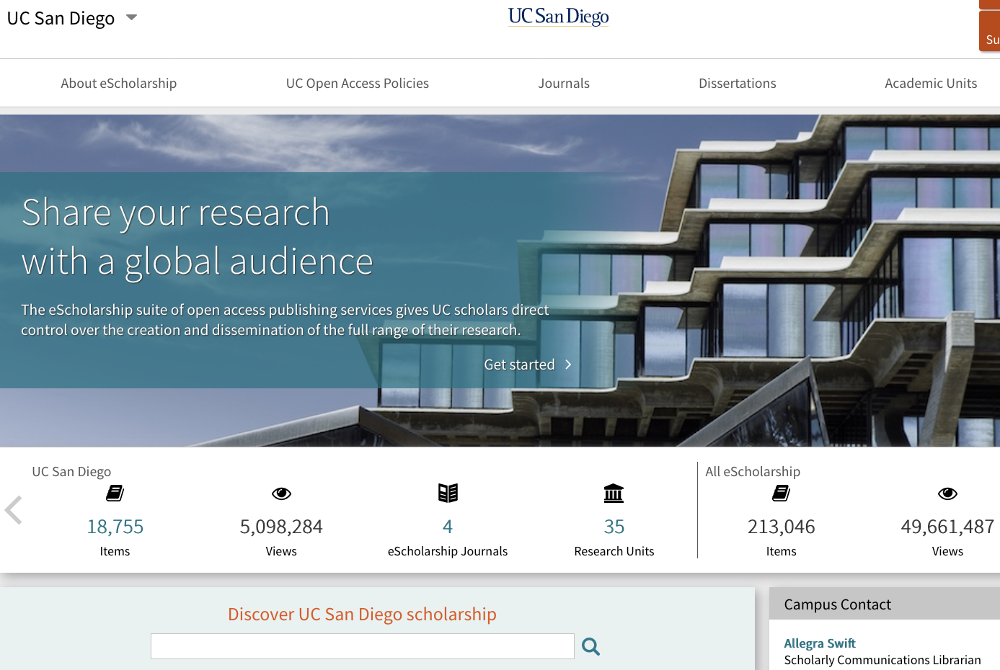 UC San Diego
UC San Diego
Su
About eScholarship
UC Open Access Policies
Journals
Dissertations
Academic Units
Share your research
with a global audience
The eScholarship suite of open access publishing services gives UC scholars direct
control over the creation and dissemination of the full range of their research.
Get started
UC San Diego
18,755
Items
5,098,284
Views
4
eScholarship Journals
35
Research Units
All eScholarship
213,046
Items
49,661,487
Views
Discover UC San Diego scholarship
Campus Contact
Allegra Swift
Scholarly Communications Librarian